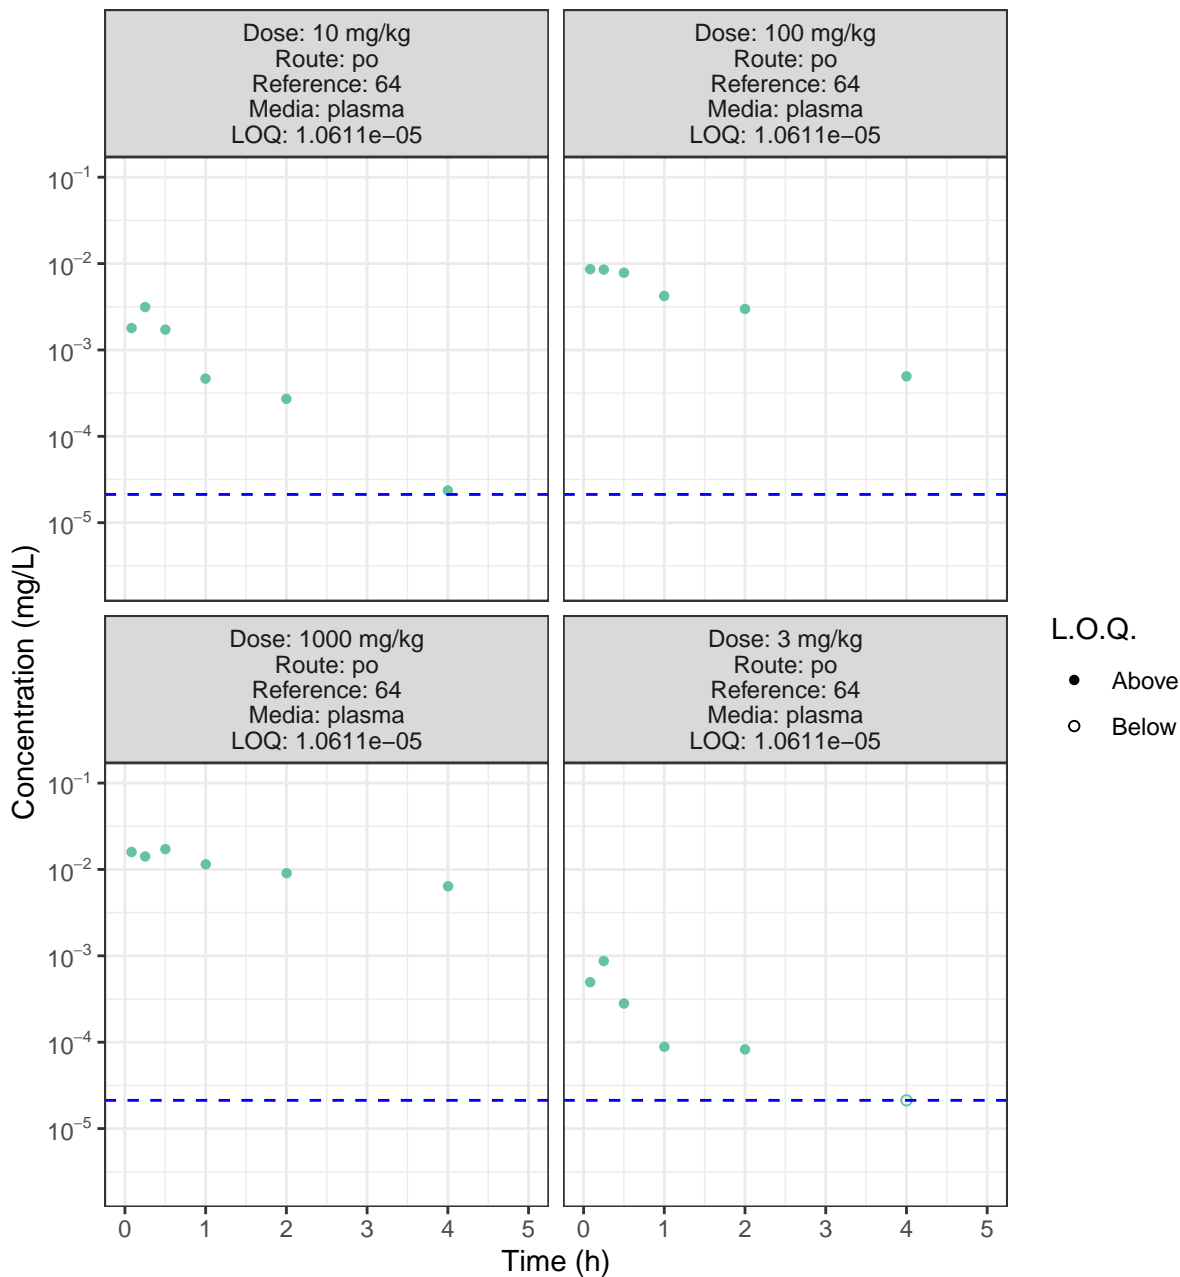 Dose: 10 mg/kg
Route: po
Reference: 64
Media: plasma
LOQ: 1.0611e−05
Dose: 100 mg/kg
Route: po
Reference: 64
Media: plasma
LOQ: 1.0611e−05
10⁻¹
10⁻²
10⁻³
10⁻⁴
10⁻⁵
Dose: 1000 mg/kg
Route: po
Reference: 64
Media: plasma
LOQ: 1.0611e−05
Dose: 3 mg/kg
Route: po
Reference: 64
Media: plasma
LOQ: 1.0611e−05
10⁻¹
10⁻²
10⁻³
10⁻⁴
10⁻⁵
0 1 2 3 4 5
0 1 2 3 4 5
Time (h)
Concentration (mg/L)
L.O.Q.
Above
Below